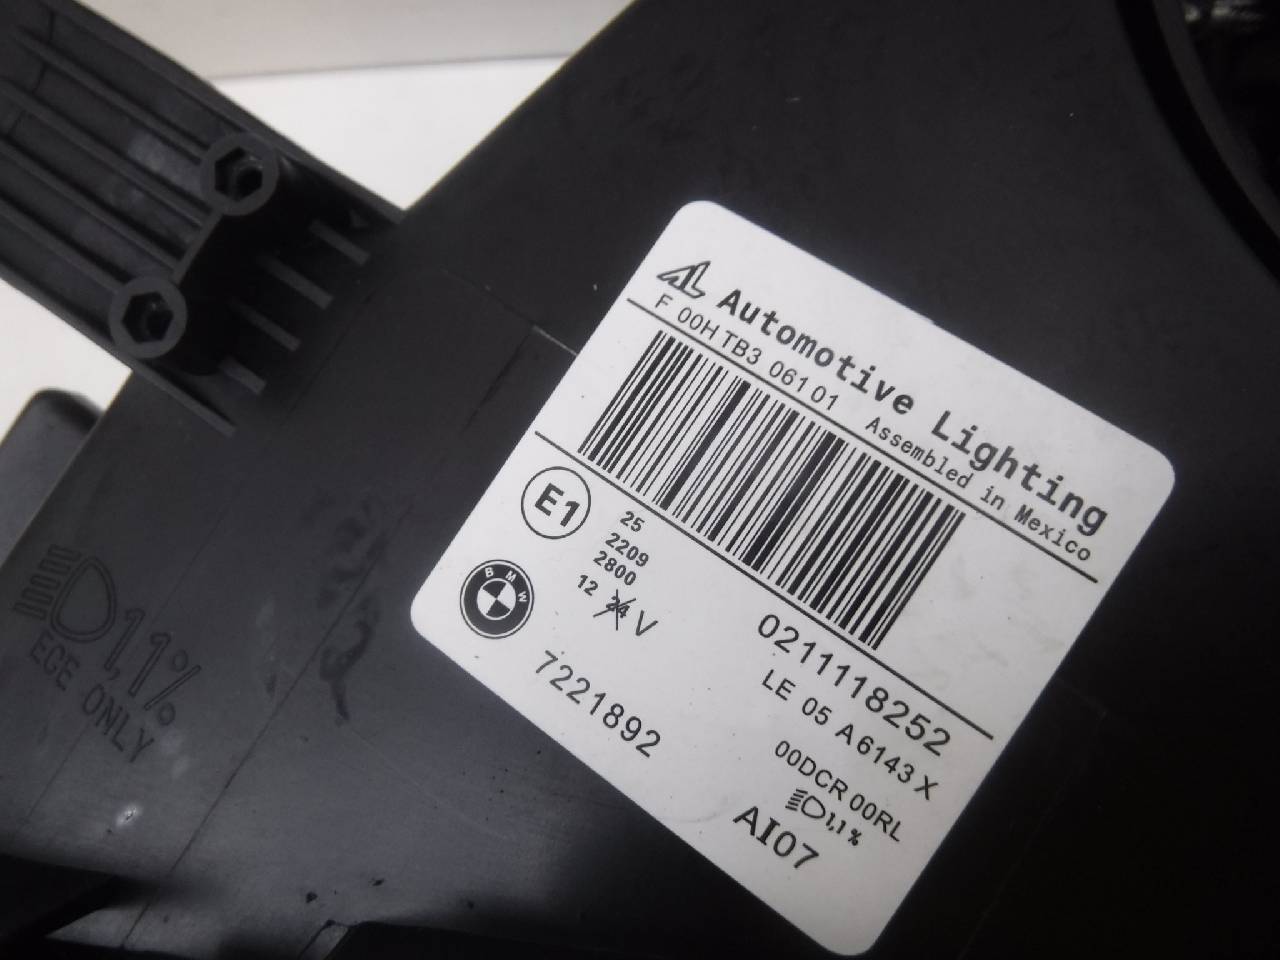 AL Automotive Lighting
F 00H TB3 061 01 Assembled in Mexico
E1
25
2209
2800
12 24 V
0211118252
LE 05 A6143 X
BMW
7221892
00DCR 00RL
1,1%
AI07
1,1%
ECE ONLY